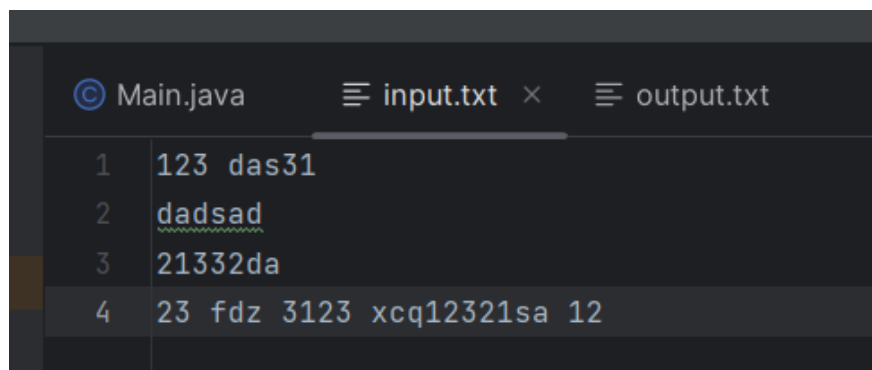 Main.java input.txt output.txt
1 123 das31
2 dadsad
3 21332da
4 23 fdz 3123 xcq12321sa 12